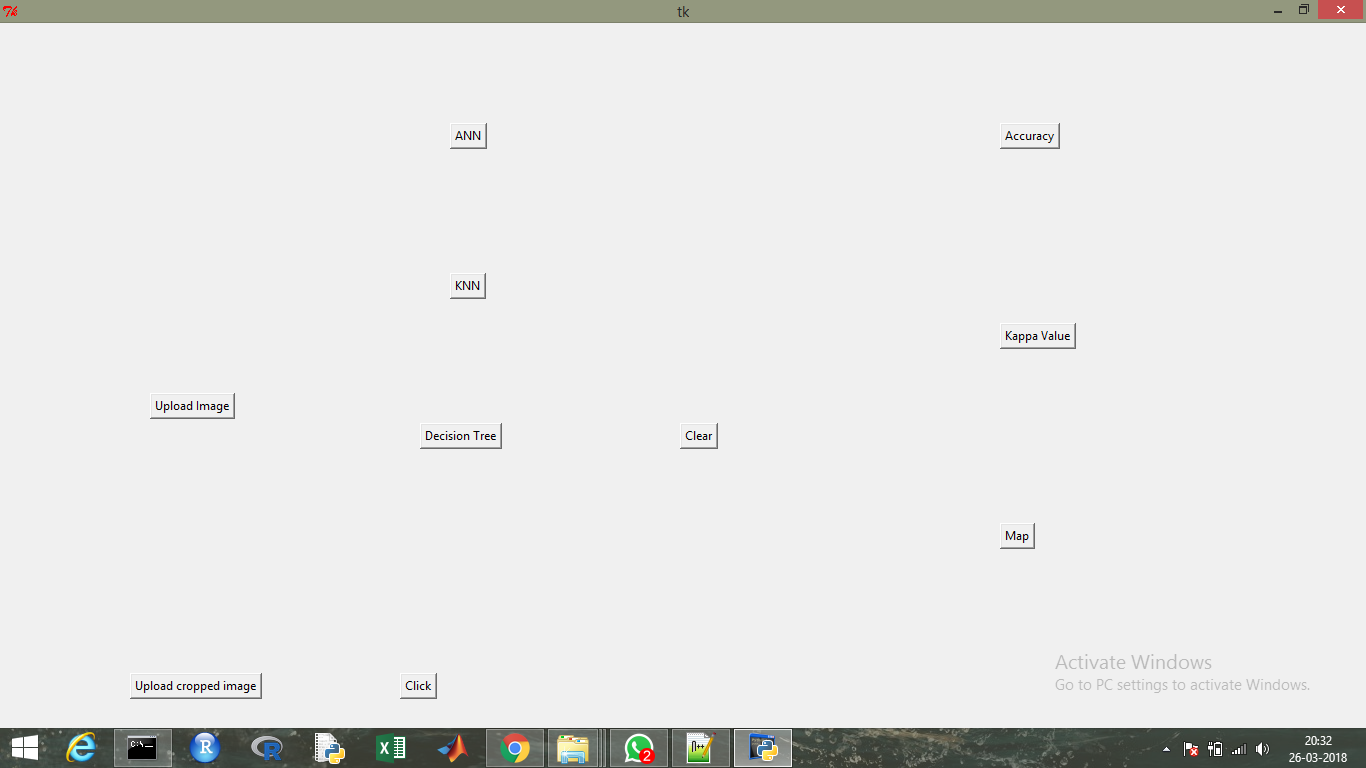 tk
ANN
Accuracy
KNN
Kappa Value
Upload Image
Decision Tree
Clear
Map
Activate Windows
Go to PC settings to activate Windows.
Upload cropped image
Click
C:\._
R
R
2
20:32
26-03-2018